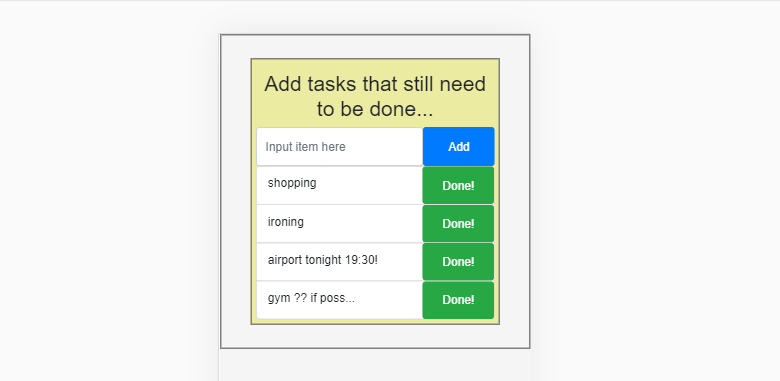 Add tasks that still need
to be done...
Input item here
Add
shopping
Done!
ironing
Done!
airport tonight 19:30!
Done!
gym ?? if poss...
Done!